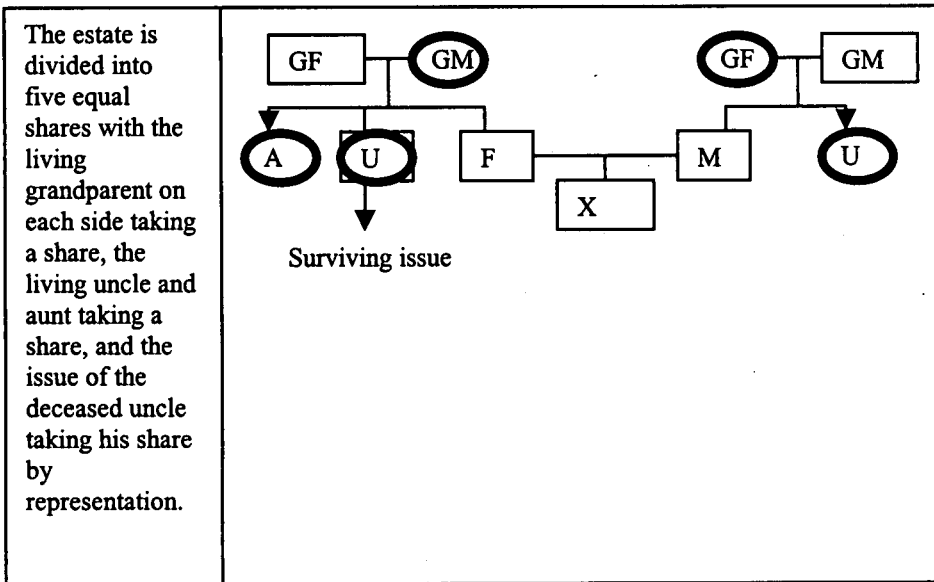 The estate is
divided into
five equal
shares with the
living
grandparent on
each side taking
a share, the
living uncle and
aunt taking a
share, and the
issue of the
deceased uncle
taking his share
by
representation.
GF GM GF GM
A U F M U
X
Surviving issue